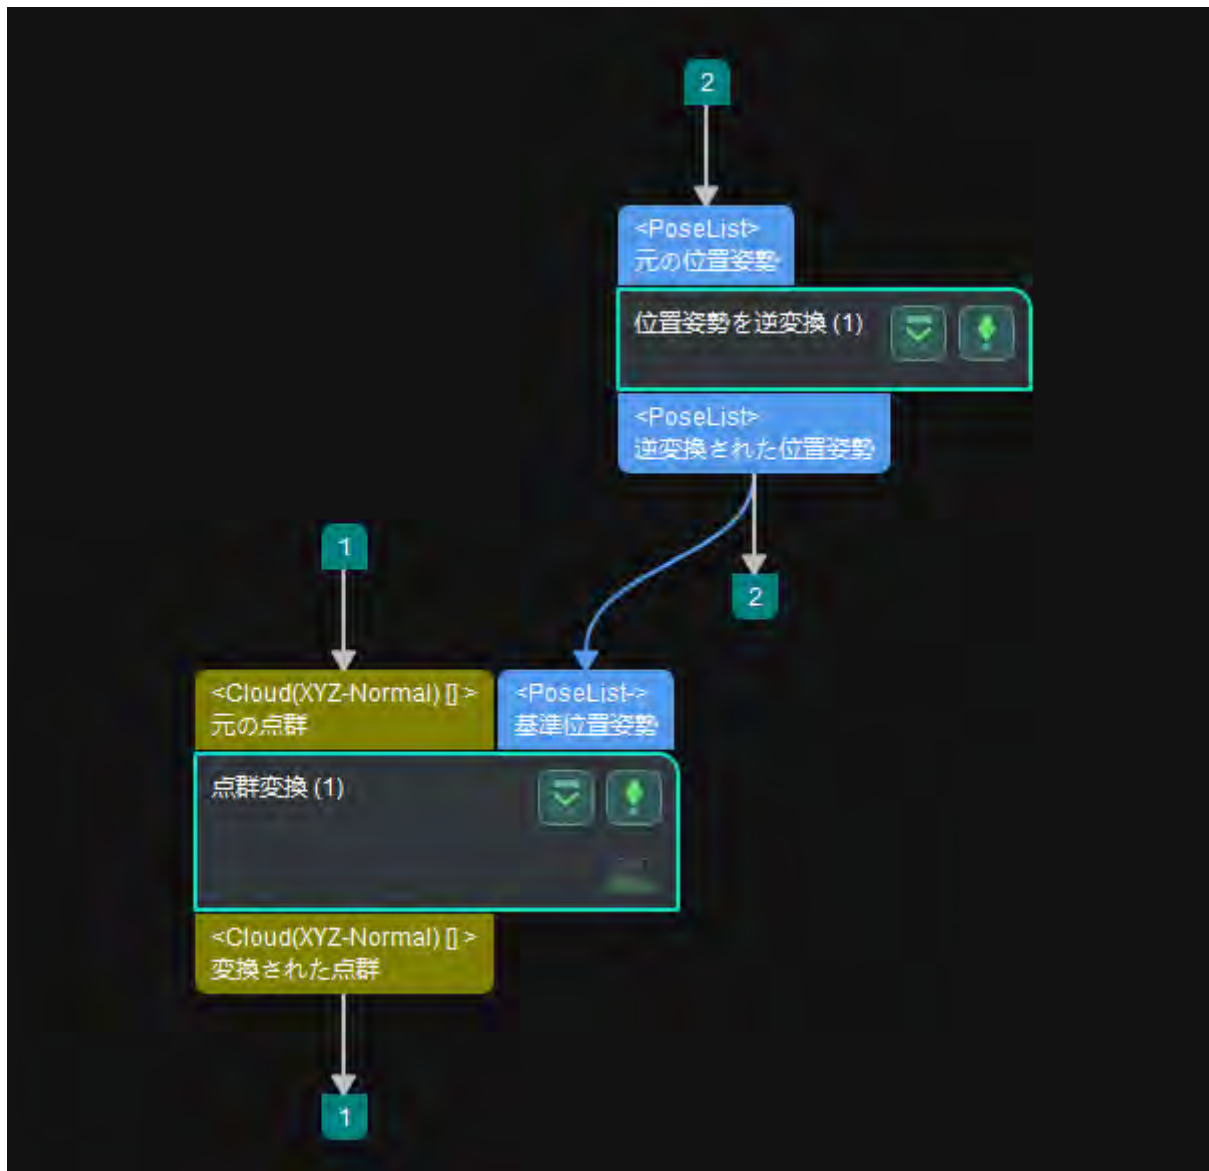 2
<PoseList>
元の位置姿勢
位置姿勢を逆変換 (1)
<PoseList>
逆変換された位置姿勢
2
1
<Cloud(XYZ-Normal) [] >
元の点群
<PoseList->
基準位置姿勢
点群変換 (1)
<Cloud(XYZ-Normal) [] >
変換された点群
1